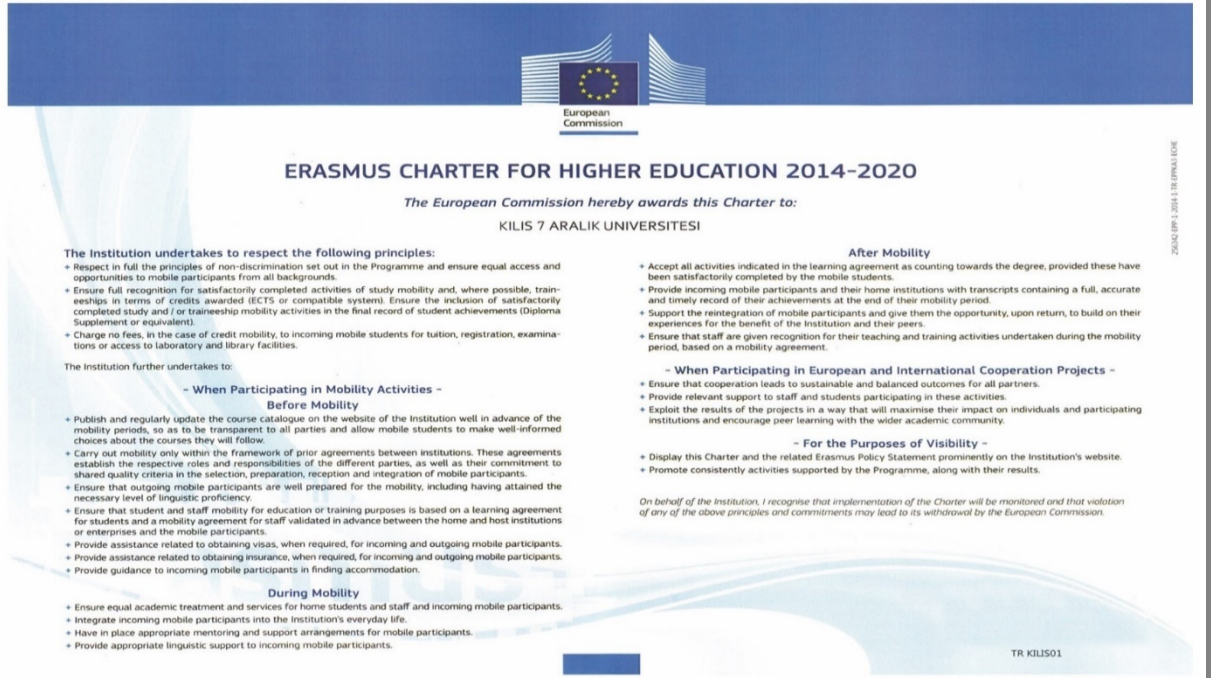 European
Commission
ERASMUS CHARTER FOR HIGHER EDUCATION 2014-2020
The European Commission hereby awards this Charter to:
KILIS 7 ARALIK UNIVERSITESI
The Institution undertakes to respect the following principles:
+ Respect in full the principles of non-discrimination set out in the Programme and ensure equal access and
opportunities to mobile participants from all backgrounds.
+ Ensure full recognition for satisfactorily completed activities of study mobility and, where possible, train-
eeships in terms of credits awarded (ECTS or compatible system). Ensure the inclusion of satisfactorily
completed study and / or traineeship mobility activities in the final record of student achievements (Diploma
Supplement or equivalent).
+ Charge no fees, in the case of credit mobility, to incoming mobile students for tuition, registration, examina-
tions or access to laboratory and library facilities.
The Institution further undertakes to:
- When Participating in Mobility Activities -
Before Mobility
+ Publish and regularly update the course catalogue on the website of the Institution well in advance of the
mobility periods, so as to be transparent to all parties and allow mobile students to make well-informed
choices about the courses they will follow.
+ Carry out mobility only within the framework of prior agreements between institutions. These agreements
establish the respective roles and responsibilities of the different parties, as well as their commitment to
shared quality criteria in the selection, preparation, reception and integration of mobile participants.
+ Ensure that outgoing mobile participants are well prepared for the mobility, including having attained the
necessary level of linguistic proficiency.
+ Ensure that student and staff mobility for education or training purposes is based on a learning agreement
for students and a mobility agreement for staff validated in advance between the home and host institutions
or enterprises and the mobile participants.
+ Provide assistance related to obtaining visas, when required, for incoming and outgoing mobile participants.
+ Provide assistance related to obtaining insurance, when required, for incoming and outgoing mobile participants.
+ Provide guidance to incoming mobile participants in finding accommodation.
During Mobility
+ Ensure equal academic treatment and services for home students and staff and incoming mobile participants.
+ Integrate incoming mobile participants into the Institution's everyday life.
+ Have in place appropriate mentoring and support arrangements for mobile participants.
+ Provide appropriate linguistic support to incoming mobile participants.
After Mobility
+ Accept all activities indicated in the learning agreement as counting towards the degree, provided these have
been satisfactorily completed by the mobile students.
+ Provide incoming mobile participants and their home institutions with transcripts containing a full, accurate
and timely record of their achievements at the end of their mobility period.
+ Support the reintegration of mobile participants and give them the opportunity, upon return, to build on their
experiences for the benefit of the Institution and their peers.
+ Ensure that staff are given recognition for their teaching and training activities undertaken during the mobility
period, based on a mobility agreement.
- When Participating in European and International Cooperation Projects -
+ Ensure that cooperation leads to sustainable and balanced outcomes for all partners.
+ Provide relevant support to staff and students participating in these activities.
+ Exploit the results of the projects in a way that will maximise their impact on individuals and participating
institutions and encourage peer learning with the wider academic community.
- For the Purposes of Visibility -
+ Display this Charter and the related Erasmus Policy Statement prominently on the Institution's website.
+ Promote consistently activities supported by the Programme, along with their results.
On behalf of the Institution, I recognise that implementation of the Charter will be monitored and that violation
of any of the above principles and commitments may lead to its withdrawal by the European Commission.
256342-EPP-1-2014-1-TR-EPPKA3-ECHE
TR KILIS01